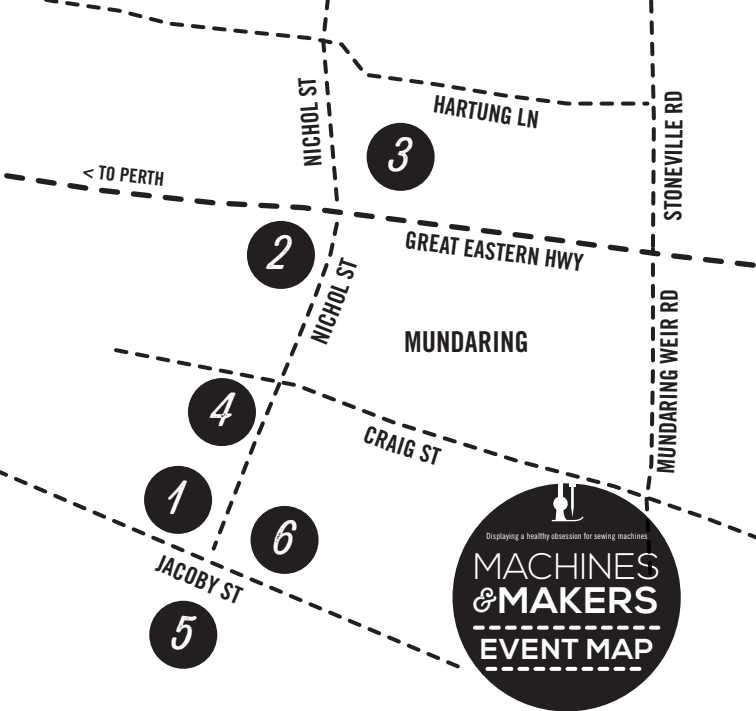 NICHOL ST
HARTUNG LN
STONEVILLE RD
3
< TO PERTH
2
GREAT EASTERN HWY
NICHOL ST
MUNDARING
MUNDARING WEIR RD
4
CRAIG ST
1
6
JACOBY ST
5
Displaying a healthy obsession for sewing machines
MACHINES
&MAKERS
EVENT MAP